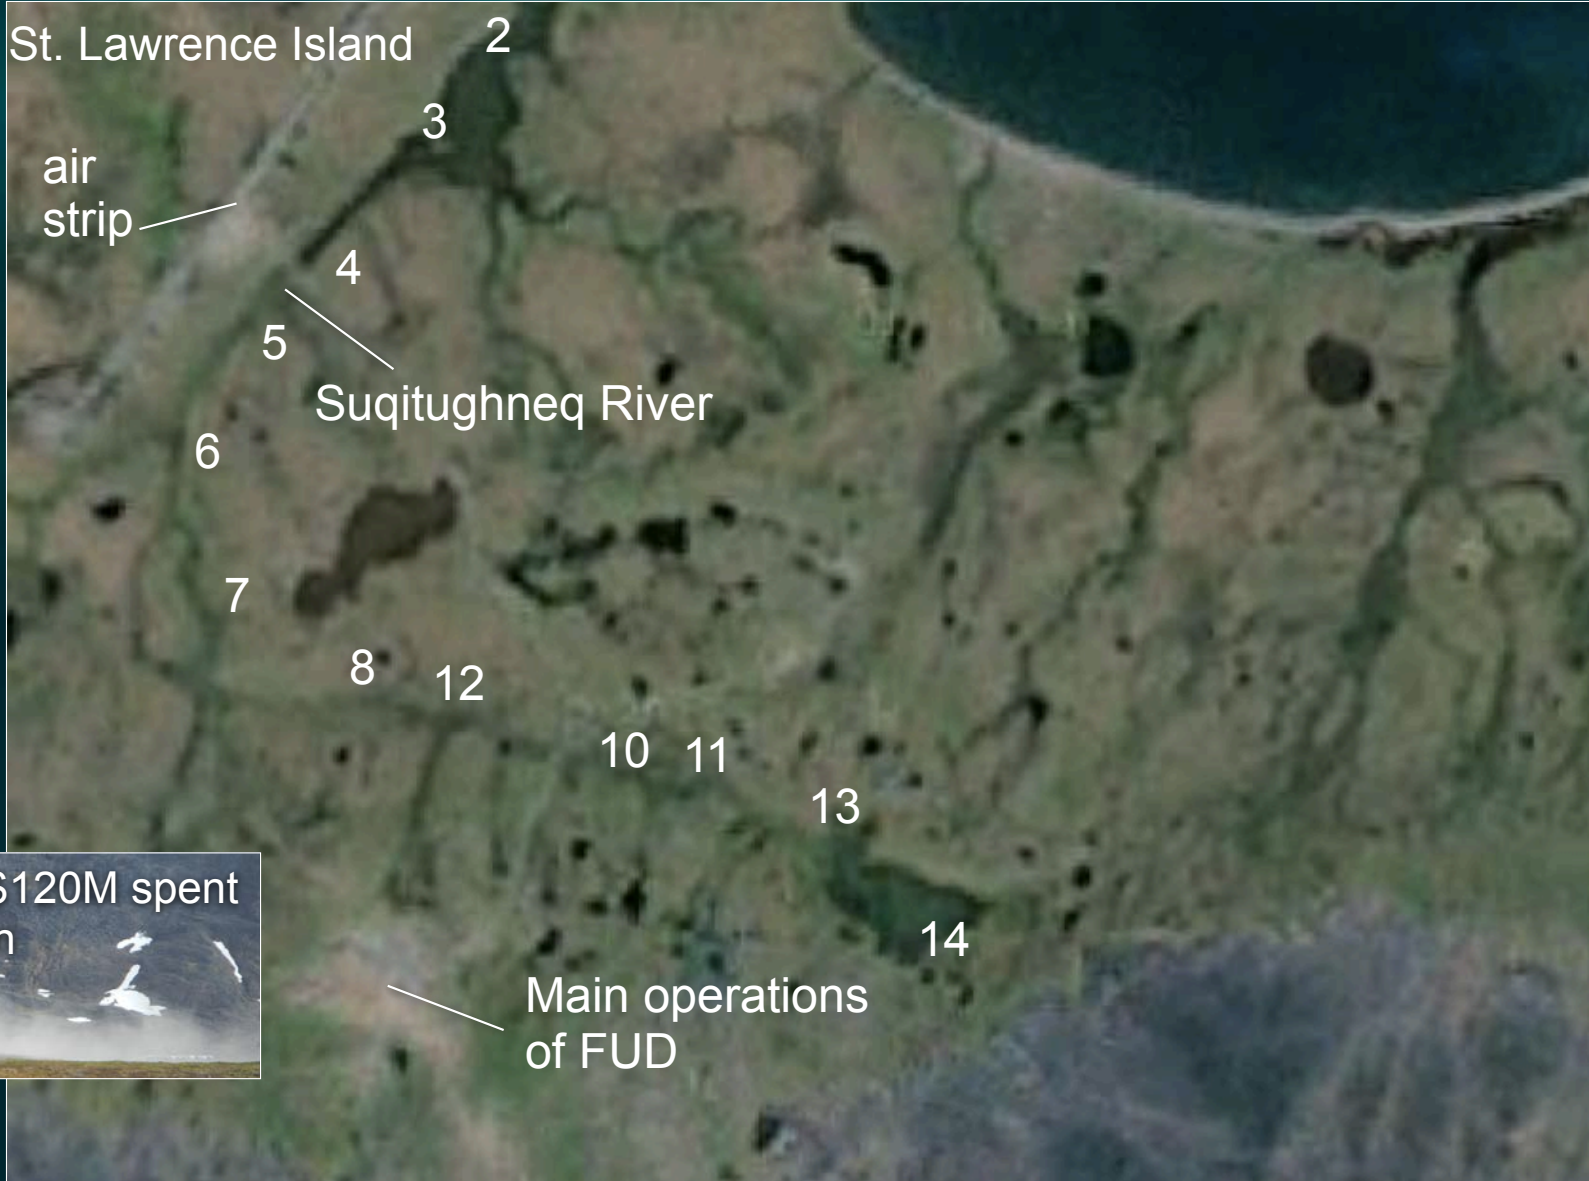 St. Lawrence Island
2
3
air
strip
4
5
Suqitughneq River
6
7
8
12
10
11
13
14
$120M spent
Main operations
of FUD